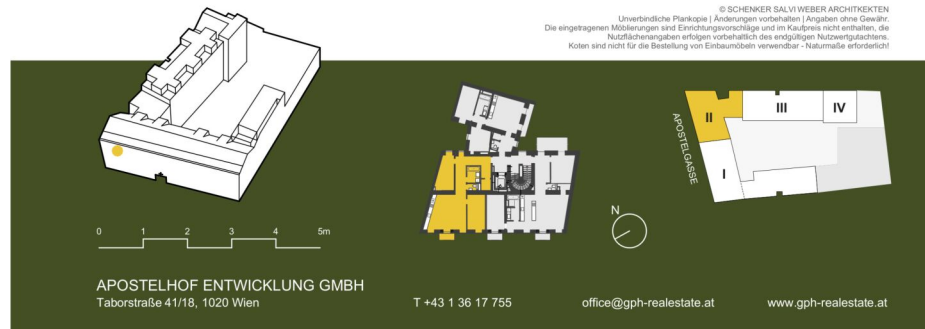 © SCHENKER SALVI WEBER ARCHITKEKTEN
Unverbindliche Plankopie | Änderungen vorbehalten | Angaben ohne Gewähr.
Die eingetragenen Möblierungen sind Einrichtungsvorschläge und im Kaufpreis nicht enthalten, die
Nutzflächenangaben erfolgen vorbehaltlich des endgültigen Nutzwertgutachtens.
Koten sind nicht für die Bestellung von Einbaumöbeln verwendbar - Naturmaße erforderlich!
II
III
IV
APOSTELGASSE
I
N
0 1 2 3 4 5m
APOSTELHOF ENTWICKLUNG GMBH
Taborstraße 41/18, 1020 Wien
T +43 1 36 17 755
office@gph-realestate.at
www.gph-realestate.at